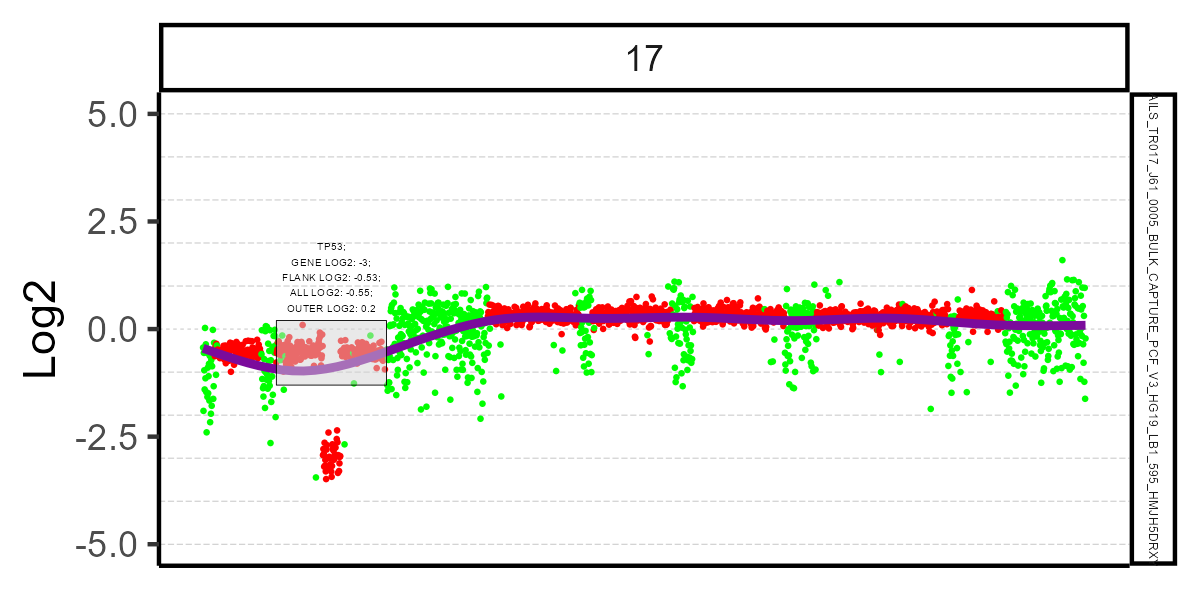 17
5.0
2.5
0.0
-2.5
-5.0
Log2
TP53;
GENE LOG2: -3;
FLANK LOG2: -0.53;
ALL LOG2: -0.55;
OUTER LOG2: 0.2
AILS_TR017_J61_0005_BULK_CAPTURE_PCF_V3_HG19_LB1_595_HMJH5DRXY